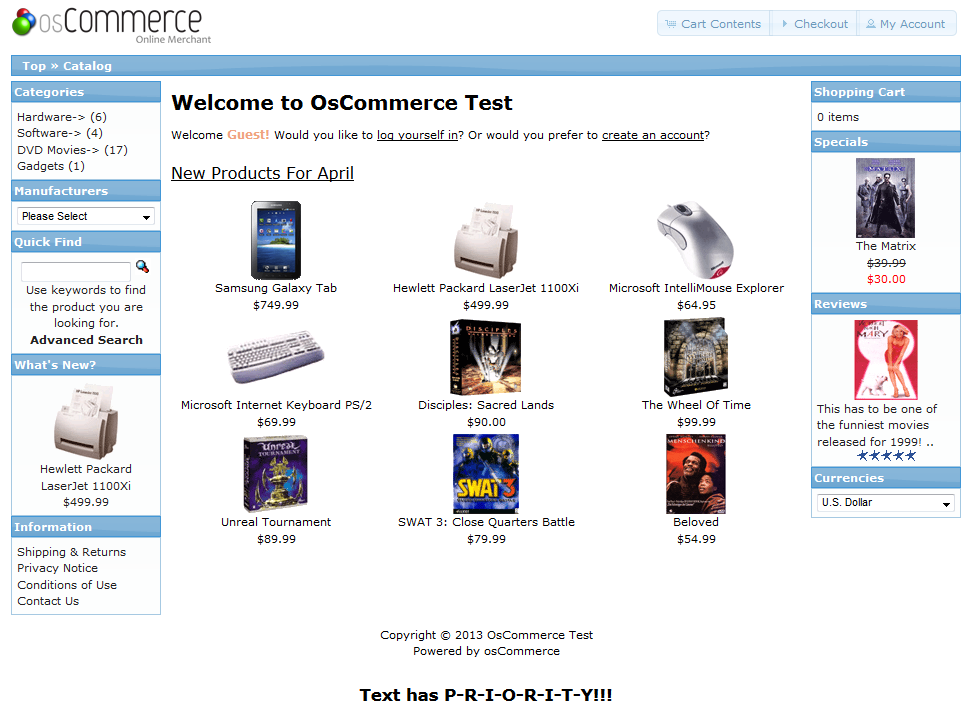 osCommerce
Online Merchant
Cart Contents
Checkout
My Account
Top » Catalog
Categories
Hardware-> (6)
Software-> (4)
DVD Movies-> (17)
Gadgets (1)
Manufacturers
Please Select
Quick Find
Use keywords to find
the product you are
looking for.
Advanced Search
What's New?
Hewlett Packard
LaserJet 1100Xi
$499.99
Information
Shipping & Returns
Privacy Notice
Conditions of Use
Contact Us
Welcome to OsCommerce Test
Welcome Guest! Would you like to log yourself in? Or would you prefer to create an account?
New Products For April
Samsung Galaxy Tab
$749.99
Hewlett Packard LaserJet 1100Xi
$499.99
Microsoft IntelliMouse Explorer
$64.95
DISCIPLES
Microsoft Internet Keyboard PS/2
$69.99
Disciples: Sacred Lands
$90.00
The Wheel Of Time
$99.99
Unreal
TOURNAMENT
SWAT 3
MENSCHENKIND
Unreal Tournament
$89.99
SWAT 3: Close Quarters Battle
$79.99
Beloved
$54.99
Shopping Cart
0 items
Specials
MATRIX
The Matrix
$39.99
$30.00
Reviews
MARY
This has to be one of
the funniest movies
released for 1999! ..
Currencies
U.S. Dollar
Copyright © 2013 OsCommerce Test
Powered by osCommerce
Text has P-R-I-O-R-I-T-Y!!!